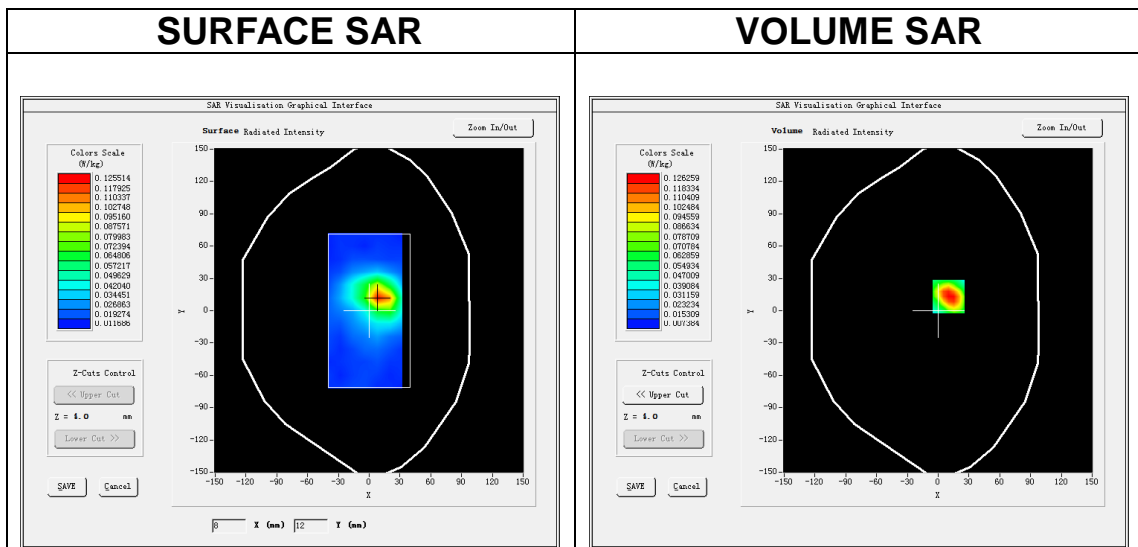 SURFACE SAR
VOLUME SAR
SAR Visualisation Graphical Interface
Surface Radiated Intensity
Zoom In/Out
Colors Scale
(W/kg)
0.125514
0.117925
0.110337
0.102748
0.095160
0.087571
0.079983
0.072394
0.064806
0.057217
0.049629
0.042040
0.034451
0.026863
0.019274
0.011686
Z-Cuts Control
<< Upper Cut
Z = 4.0 mm
Lower Cut >>
SAVE Cancel
150
120
90
60
30
0
-30
-60
-90
-120
-150
Y
-150 -120 -90 -60 -30 0 30 60 90 120 150
X
8 X (mm) 12 Y (mm)
SAR Visualisation Graphical Interface
Volume Radiated Intensity
Zoom In/Out
Colors Scale
(W/kg)
0.126259
0.118334
0.110409
0.102484
0.094559
0.086634
0.078709
0.070784
0.062859
0.054934
0.047009
0.039084
0.031159
0.023234
0.015309
0.007384
Z-Cuts Control
<< Upper Cut
Z = 4.0 mm
Lower Cut >>
SAVE Cancel
150
120
90
60
30
0
-30
-60
-90
-120
-150
Y
-150 -120 -90 -60 -30 0 30 60 90 120 150
X